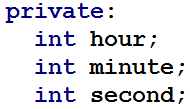 private:
int hour;
int minute;
int second;